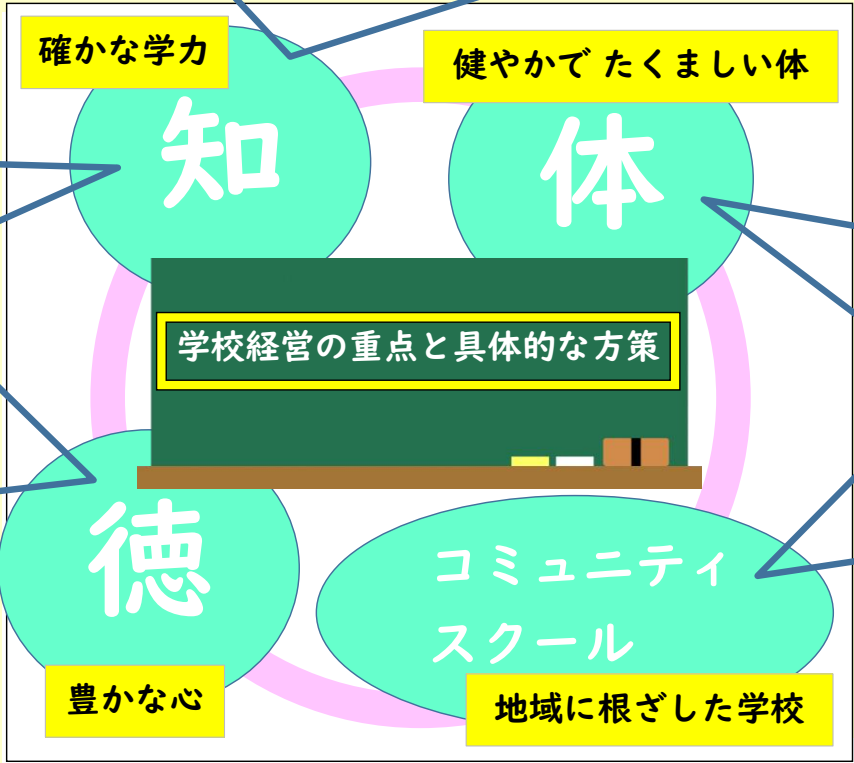 確かな学力
知
健やかで たくましい体
体
学校経営の重点と具体的な方策
徳
豊かな心
コミュニティ
スクール
地域に根ざした学校